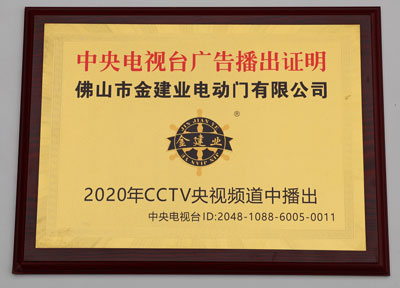 中央电视台广告播出证明
佛山市金建业电动门有限公司
®
金建业
2020年CCTV央视频道中播出
中央电视台ID:2048-1088-6005-0011